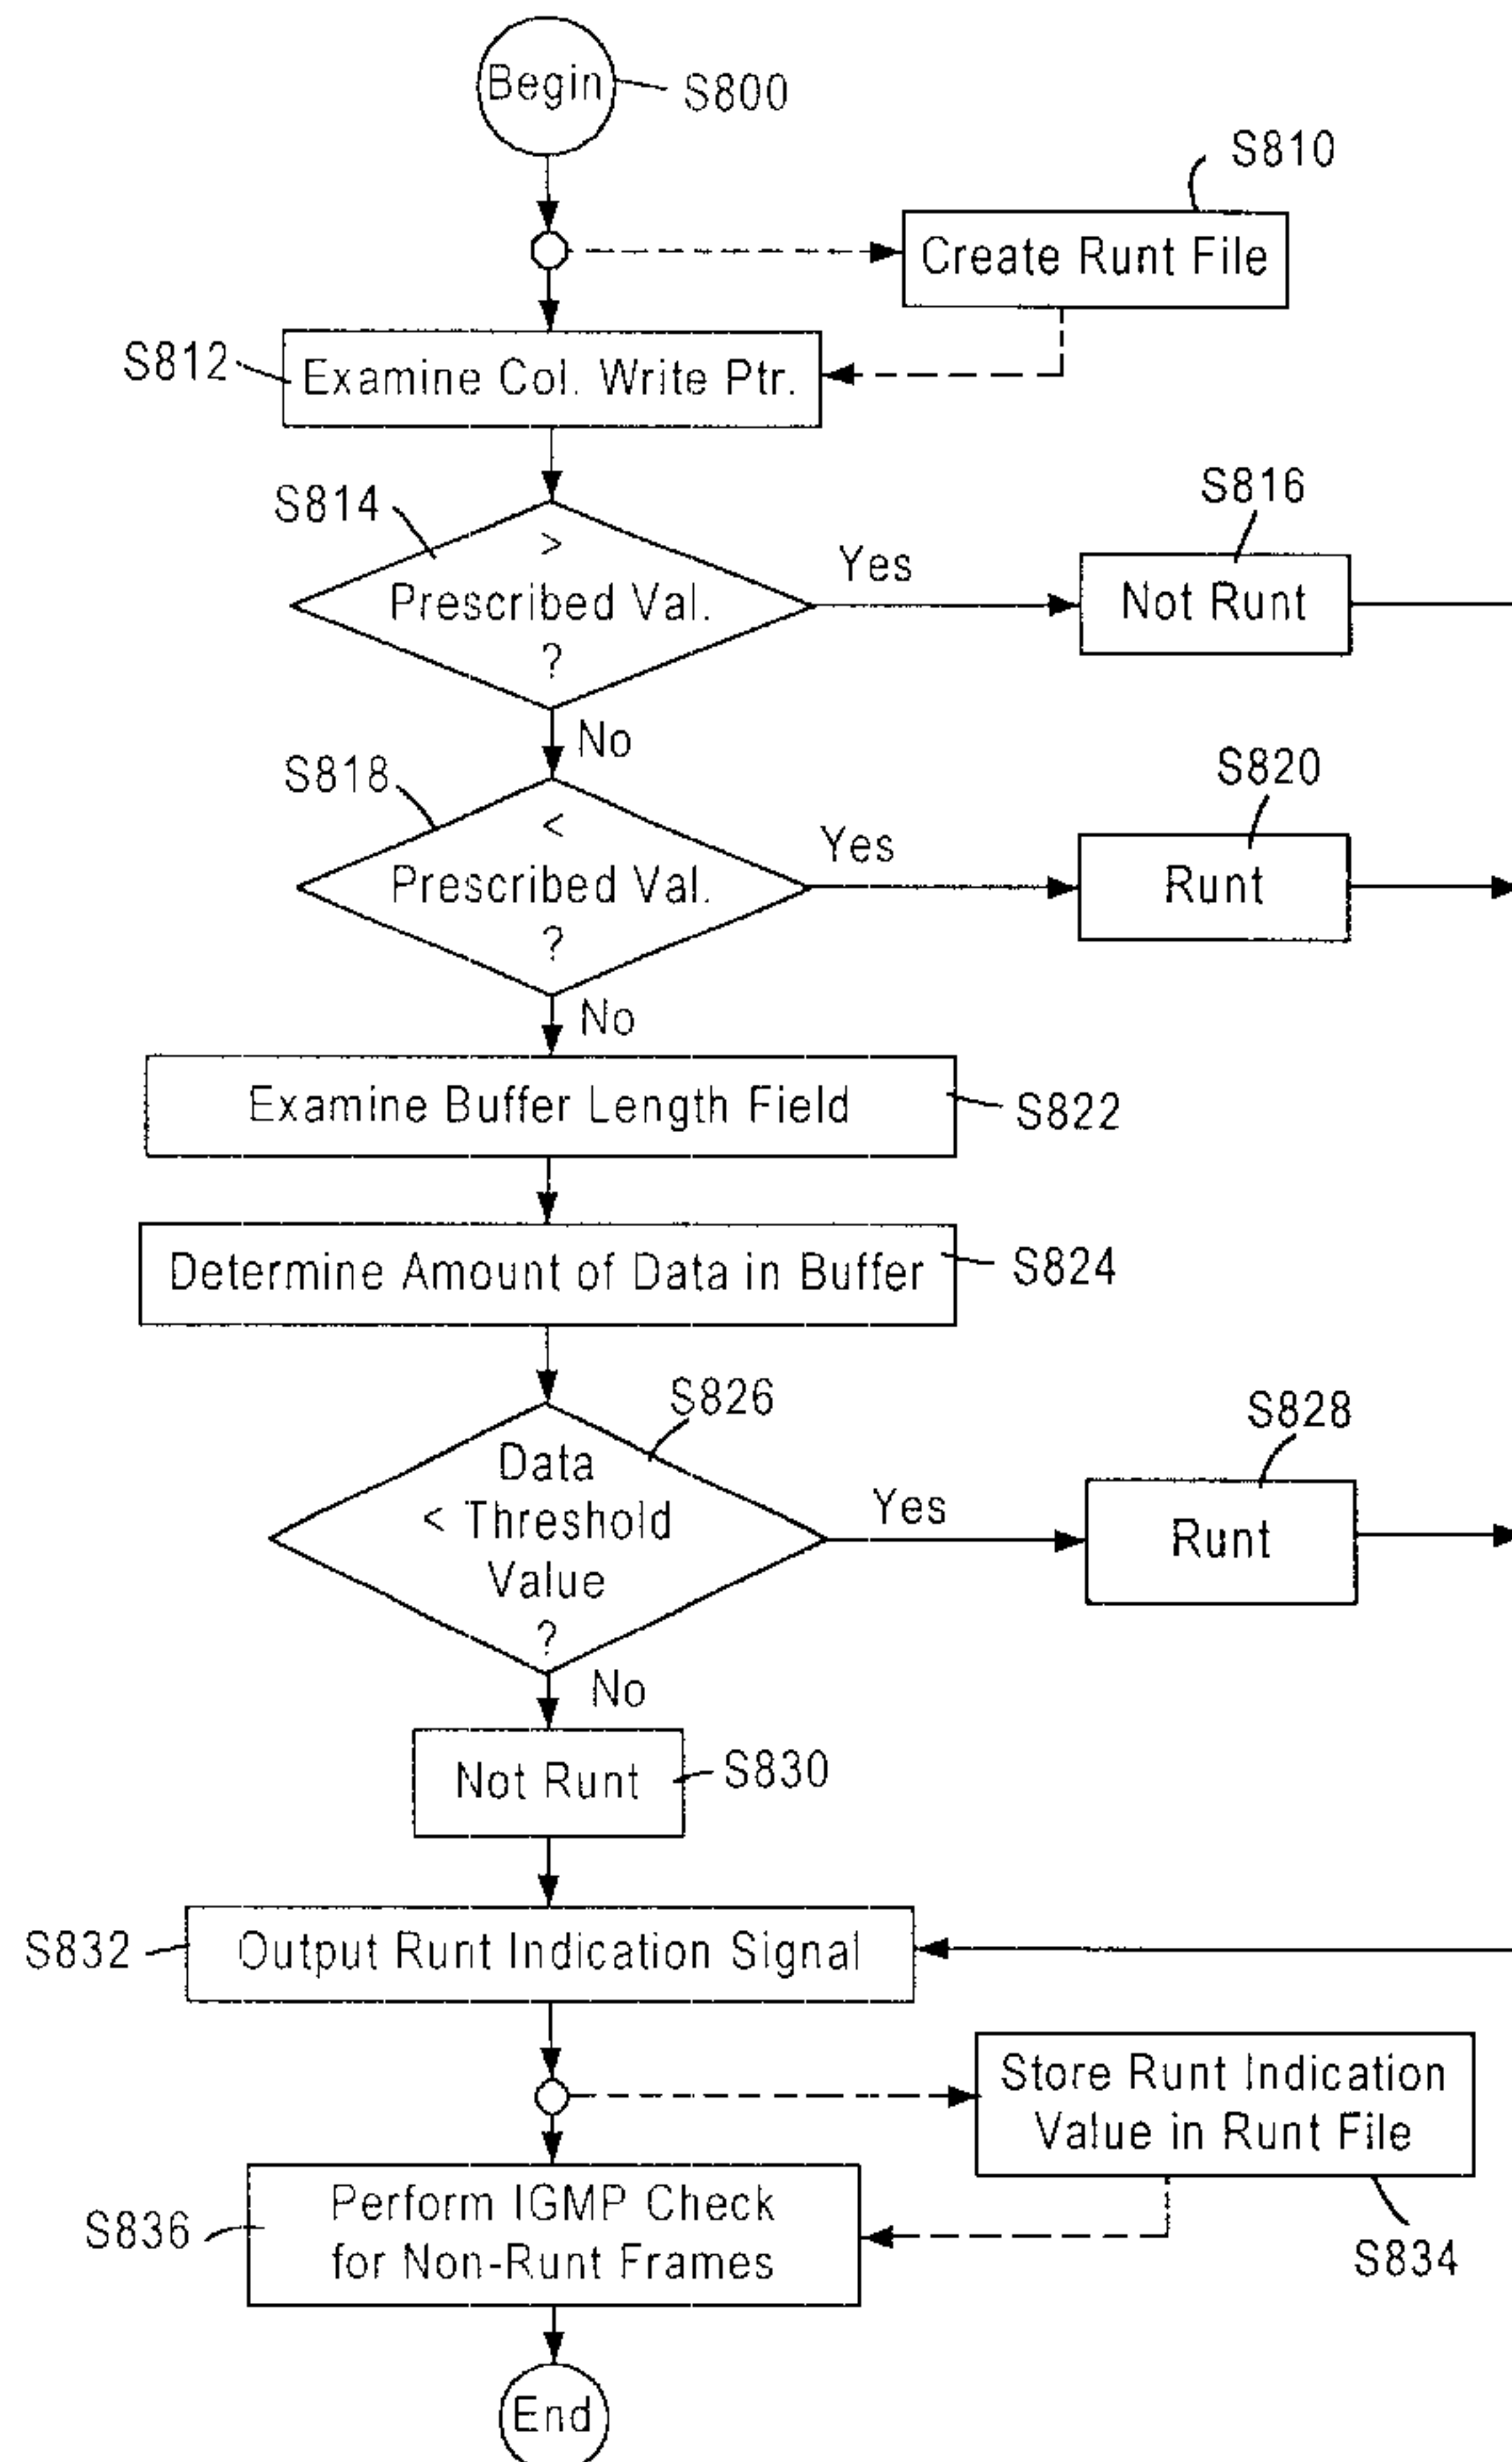 Begin
S800
S810
Create Runt File
S812
Examine Col. Write Ptr.
S814
>
Prescribed Val.
?
Yes
S816
Not Runt
No
S818
<
Prescribed Val.
?
Yes
S820
Runt
No
Examine Buffer Length Field
S822
Determine Amount of Data in Buffer
S824
S826
Data
< Threshold
Value
?
Yes
S828
Runt
No
Not Runt
S830
S832
Output Runt Indication Signal
Store Runt Indication
Value in Runt File
S834
S836
Perform IGMP Check
for Non-Runt Frames
End